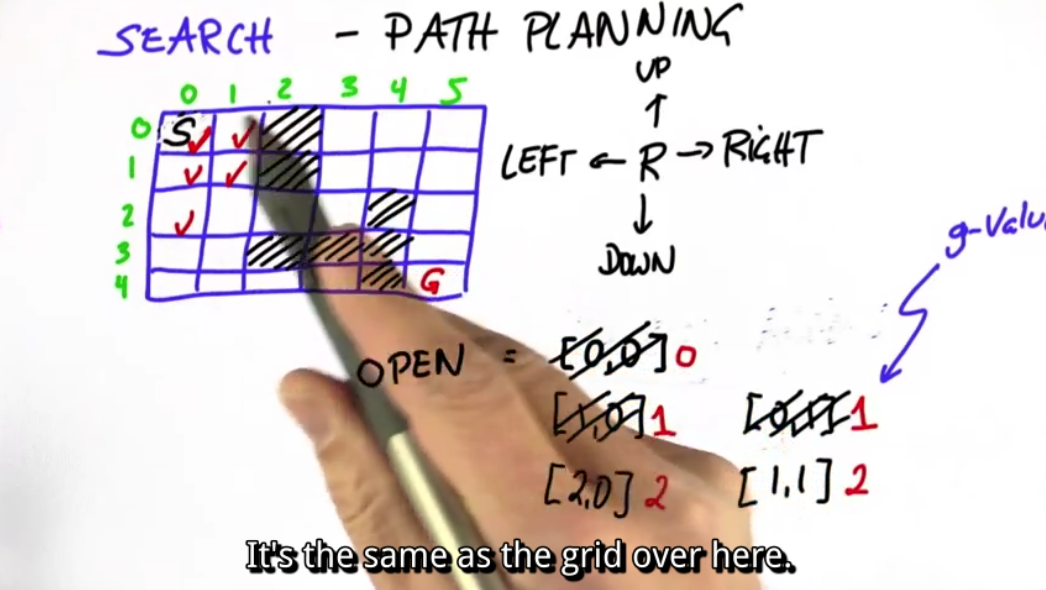 SEARCH - PATH PLANNING
0 1 2 3 4 5
0 S
1
2
3
4 G
UP
LEFT ← R → RIGHT
DOWN
OPEN = [0,0] 0
[1,0] 1 [0,1] 1
[2,0] 2 [1,1] 2
It's the same as the grid over here.